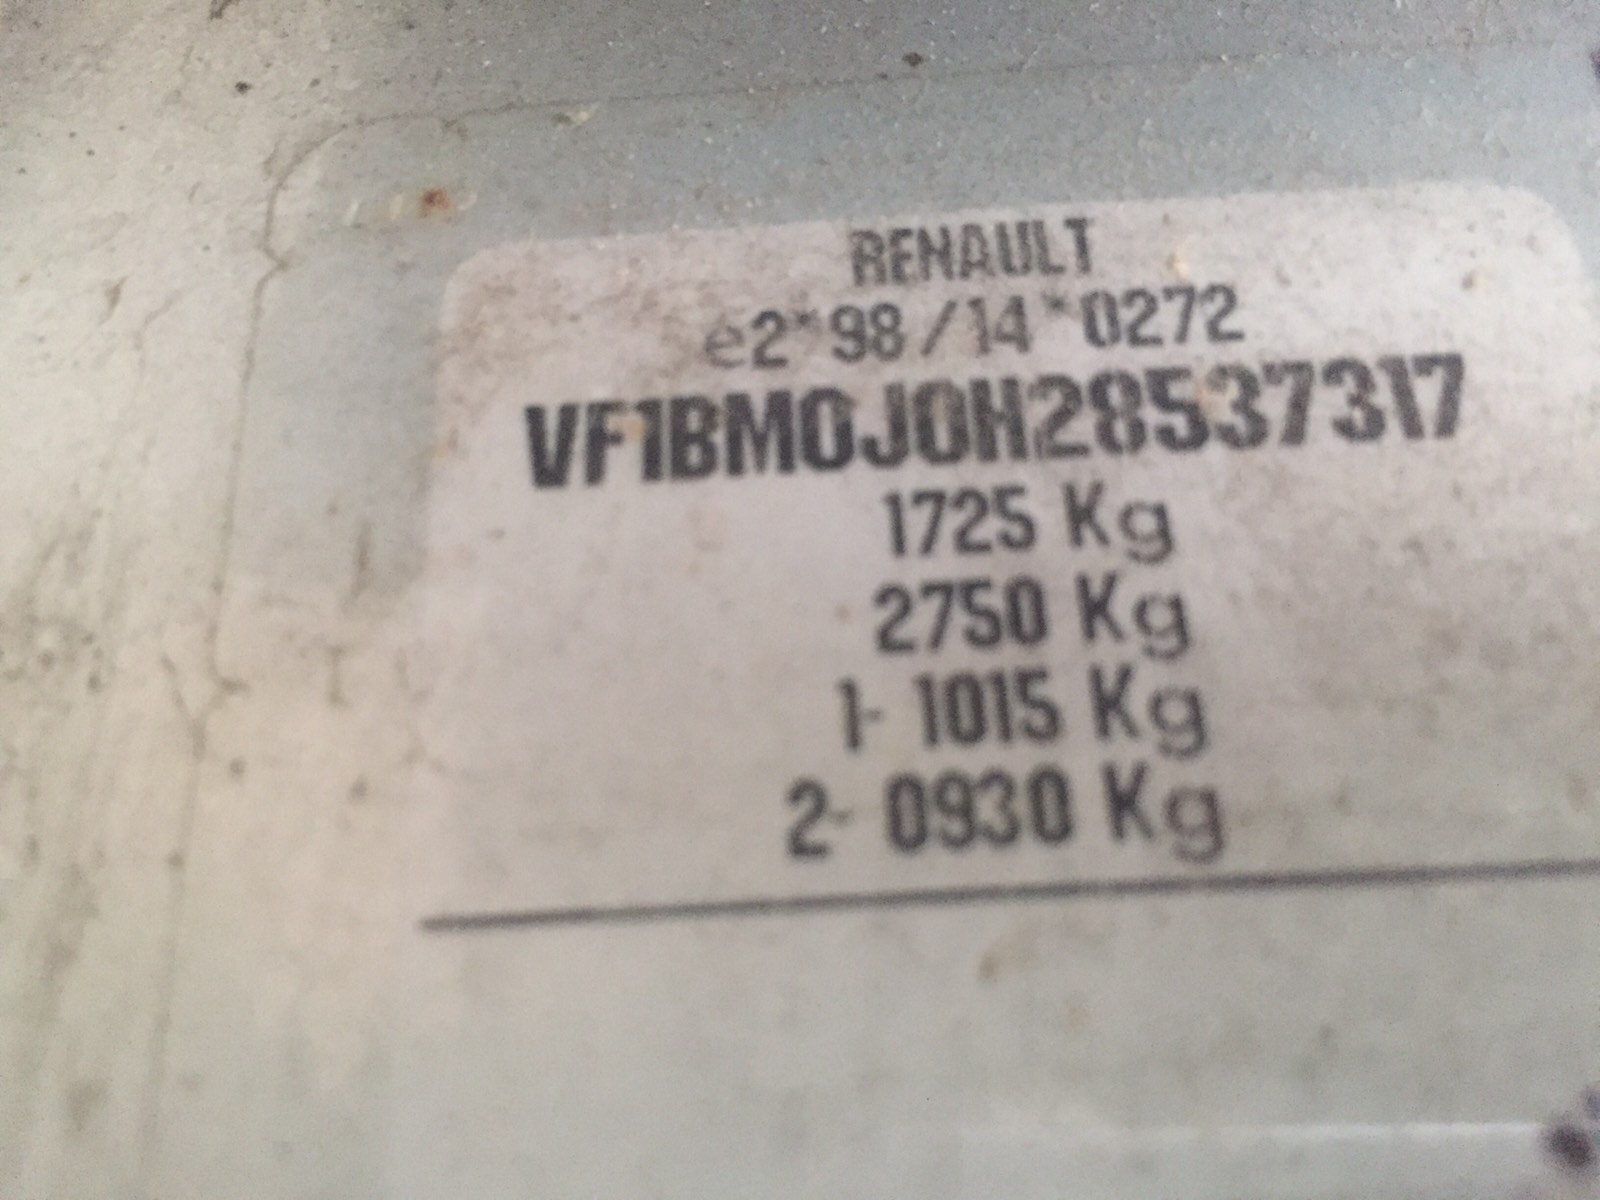 RENAULT
e2*98/14*0272
VF1BM0J0H28537317
1725 Kg
2750 Kg
1- 1015 Kg
2- 0930 Kg